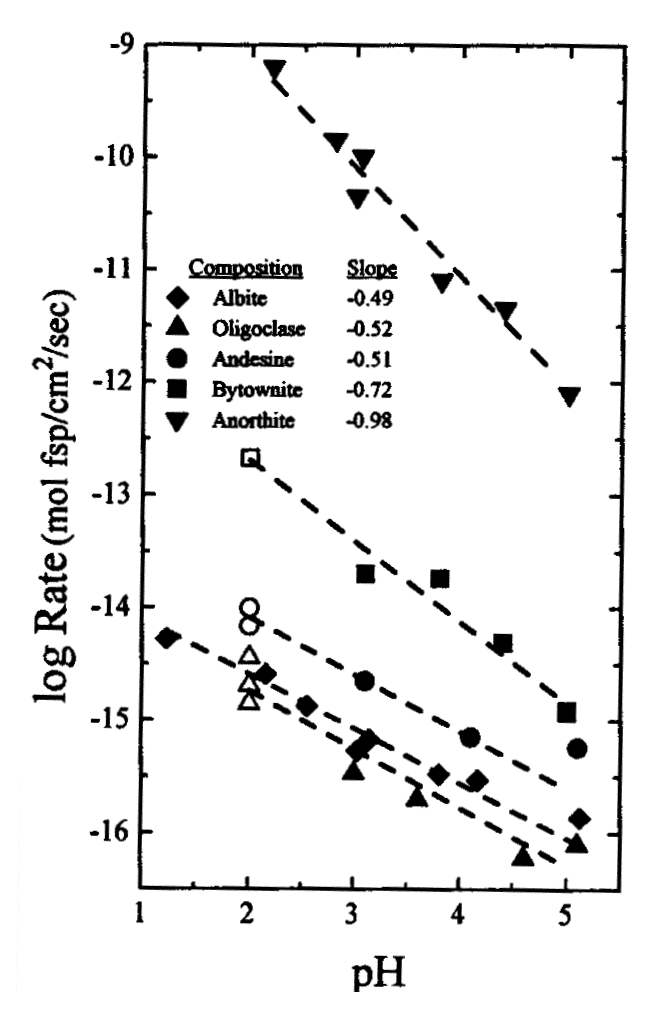 -9
-10
-11
-12
-13
-14
-15
-16
log Rate (mol fsp/cm²/sec)
Composition Slope
Albite -0.49
Oligoclase -0.52
Andesine -0.51
Bytownite -0.72
Anorthite -0.98
1 2 3 4 5
pH